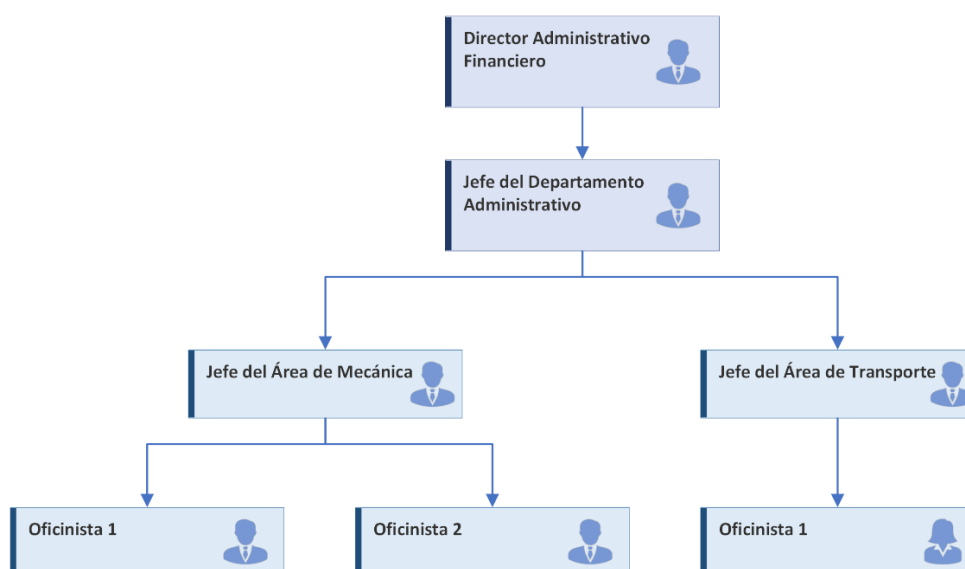 Director Administrativo
Financiero
Jefe del Departamento
Administrativo
Jefe del Área de Mecánica
Jefe del Área de Transporte
Oficinista 1
Oficinista 2
Oficinista 1